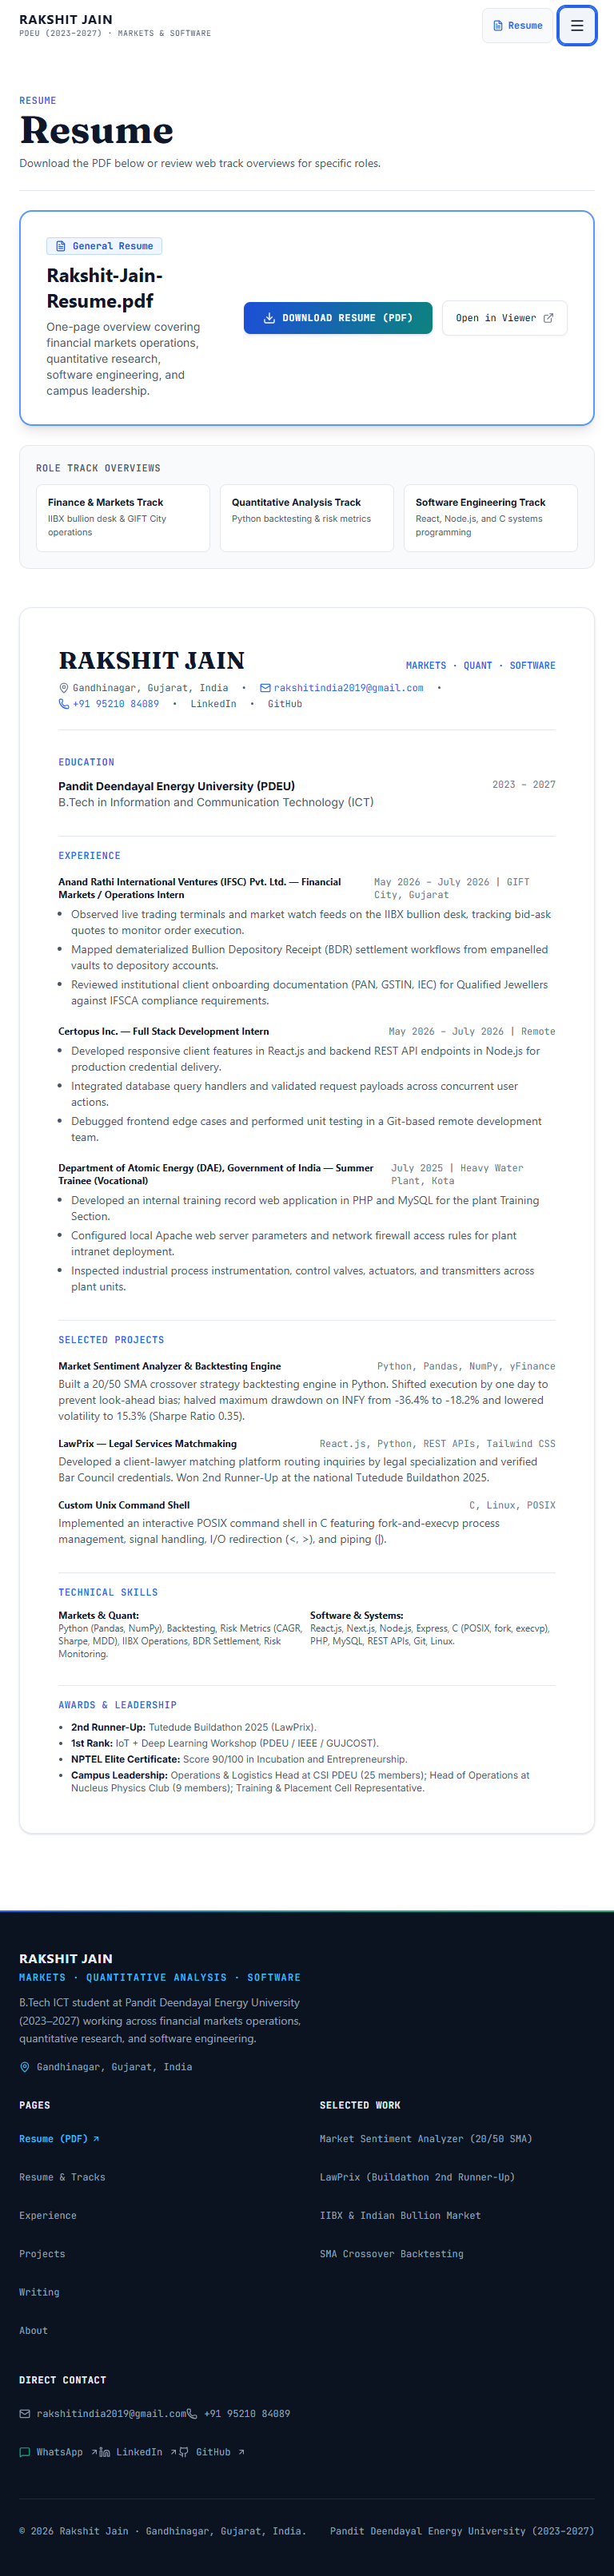 RAKSHIT JAIN
PDEU (2023–2027) · MARKETS & SOFTWARE
Resume
RESUME
Resume
Download the PDF below or review web track overviews for specific roles.
General Resume
Rakshit-Jain-
Resume.pdf
One-page overview covering
financial markets operations,
quantitative research,
software engineering, and
campus leadership.
DOWNLOAD RESUME (PDF)
Open in Viewer
ROLE TRACK OVERVIEWS
Finance & Markets Track
IIBX bullion desk & GIFT City
operations
Quantitative Analysis Track
Python backtesting & risk metrics
Software Engineering Track
React, Node.js, and C systems
programming
RAKSHIT JAIN
MARKETS · QUANT · SOFTWARE
Gandhinagar, Gujarat, India • rakshitindia2019@gmail.com •
+91 95210 84089 • LinkedIn • GitHub
EDUCATION
Pandit Deendayal Energy University (PDEU)
2023 – 2027
B.Tech in Information and Communication Technology (ICT)
EXPERIENCE
Anand Rathi International Ventures (IFSC) Pvt. Ltd. — Financial
Markets / Operations Intern
May 2026 – July 2026 | GIFT
City, Gujarat
• Observed live trading terminals and market watch feeds on the IIBX bullion desk, tracking bid-ask
quotes to monitor order execution.
• Mapped dematerialized Bullion Depository Receipt (BDR) settlement workflows from empanelled
vaults to depository accounts.
• Reviewed institutional client onboarding documentation (PAN, GSTIN, IEC) for Qualified Jewellers
against IFSCA compliance requirements.
Certopus Inc. — Full Stack Development Intern
May 2026 – July 2026 | Remote
• Developed responsive client features in React.js and backend REST API endpoints in Node.js for
production credential delivery.
• Integrated database query handlers and validated request payloads across concurrent user
actions.
• Debugged frontend edge cases and performed unit testing in a Git-based remote development
team.
Department of Atomic Energy (DAE), Government of India — Summer
Trainee (Vocational)
July 2025 | Heavy Water
Plant, Kota
• Developed an internal training record web application in PHP and MySQL for the plant Training
Section.
• Configured local Apache web server parameters and network firewall access rules for plant
intranet deployment.
• Inspected industrial process instrumentation, control valves, actuators, and transmitters across
plant units.
SELECTED PROJECTS
Market Sentiment Analyzer & Backtesting Engine
Python, Pandas, NumPy, yFinance
Built a 20/50 SMA crossover strategy backtesting engine in Python. Shifted execution by one day to
prevent look-ahead bias; halved maximum drawdown on INFY from -36.4% to -18.2% and lowered
volatility to 15.3% (Sharpe Ratio 0.35).
LawPrix — Legal Services Matchmaking
React.js, Python, REST APIs, Tailwind CSS
Developed a client-lawyer matching platform routing inquiries by legal specialization and verified
Bar Council credentials. Won 2nd Runner-Up at the national Tutedude Buildathon 2025.
Custom Unix Command Shell
C, Linux, POSIX
Implemented an interactive POSIX command shell in C featuring fork-and-execvp process
management, signal handling, I/O redirection (<, >), and piping (|).
TECHNICAL SKILLS
Markets & Quant:
Python (Pandas, NumPy), Backtesting, Risk Metrics (CAGR,
Sharpe, MDD), IIBX Operations, BDR Settlement, Risk
Monitoring.
Software & Systems:
React.js, Next.js, Node.js, Express, C (POSIX, fork, execvp),
PHP, MySQL, REST APIs, Git, Linux.
AWARDS & LEADERSHIP
• 2nd Runner-Up: Tutedude Buildathon 2025 (LawPrix).
• 1st Rank: IoT + Deep Learning Workshop (PDEU / IEEE / GUJCOST).
• NPTEL Elite Certificate: Score 90/100 in Incubation and Entrepreneurship.
• Campus Leadership: Operations & Logistics Head at CSI PDEU (25 members); Head of Operations at
Nucleus Physics Club (9 members); Training & Placement Cell Representative.
RAKSHIT JAIN
MARKETS · QUANTITATIVE ANALYSIS · SOFTWARE
B.Tech ICT student at Pandit Deendayal Energy University
(2023–2027) working across financial markets operations,
quantitative research, and software engineering.
Gandhinagar, Gujarat, India
PAGES
Resume (PDF) ↗
Resume & Tracks
Experience
Projects
Writing
About
SELECTED WORK
Market Sentiment Analyzer (20/50 SMA)
LawPrix (Buildathon 2nd Runner-Up)
IIBX & Indian Bullion Market
SMA Crossover Backtesting
DIRECT CONTACT
rakshitindia2019@gmail.com +91 95210 84089
WhatsApp ↗ LinkedIn ↗ GitHub ↗
© 2026 Rakshit Jain · Gandhinagar, Gujarat, India.
Pandit Deendayal Energy University (2023–2027)